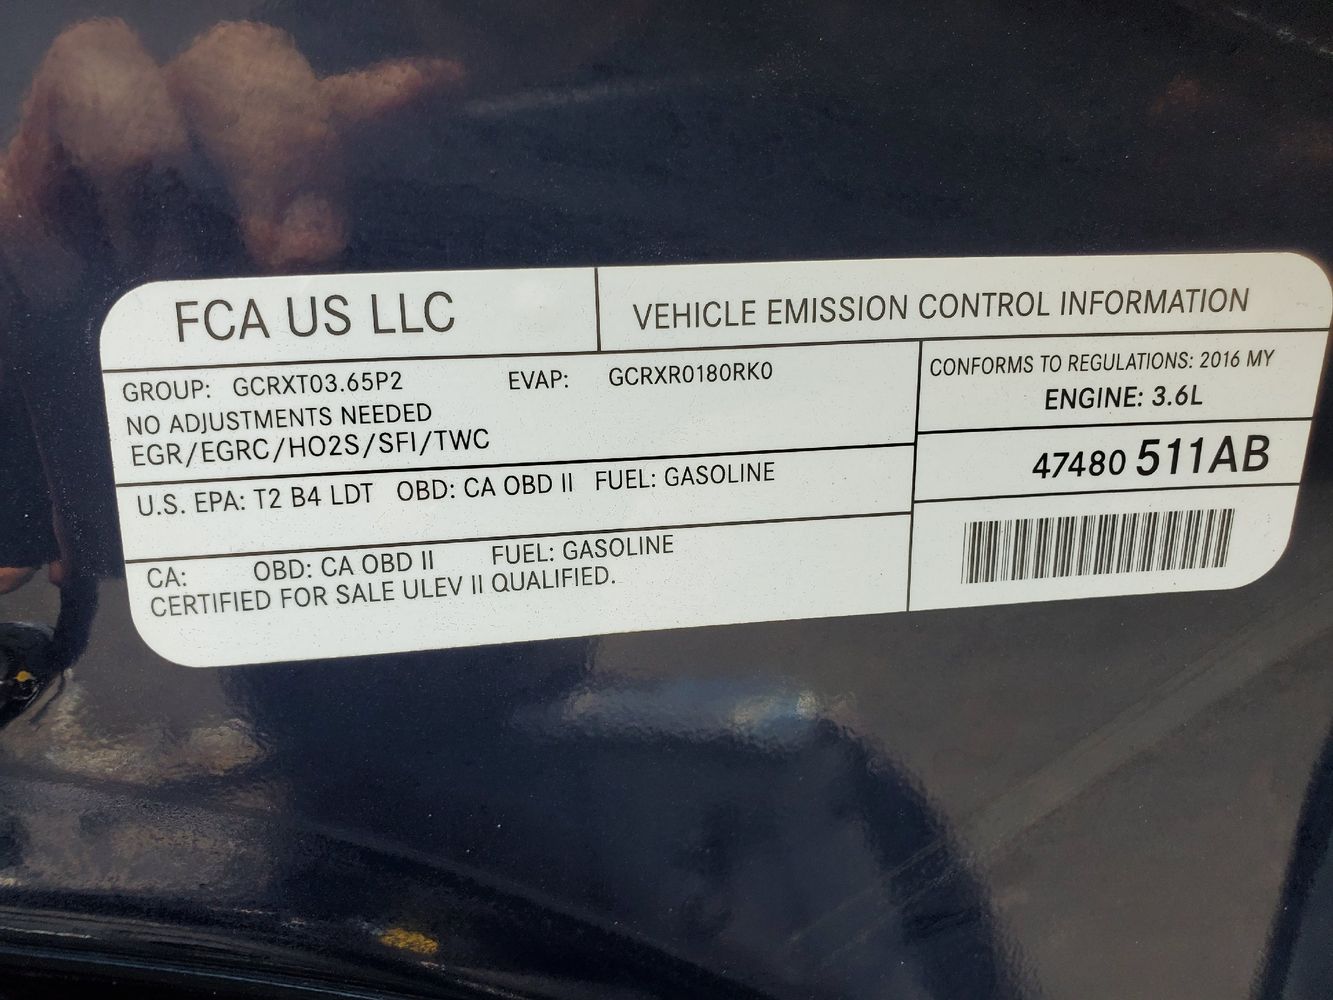 FCA US LLC
VEHICLE EMISSION CONTROL INFORMATION
GROUP: GCRXT03.65P2 EVAP: GCRXR0180RK0
NO ADJUSTMENTS NEEDED
EGR/EGRC/HO2S/SFI/TWC
U.S. EPA: T2 B4 LDT OBD: CA OBD II FUEL: GASOLINE
CA: OBD: CA OBD II FUEL: GASOLINE
CERTIFIED FOR SALE ULEV II QUALIFIED.
CONFORMS TO REGULATIONS: 2016 MY
ENGINE: 3.6L
47480 511AB